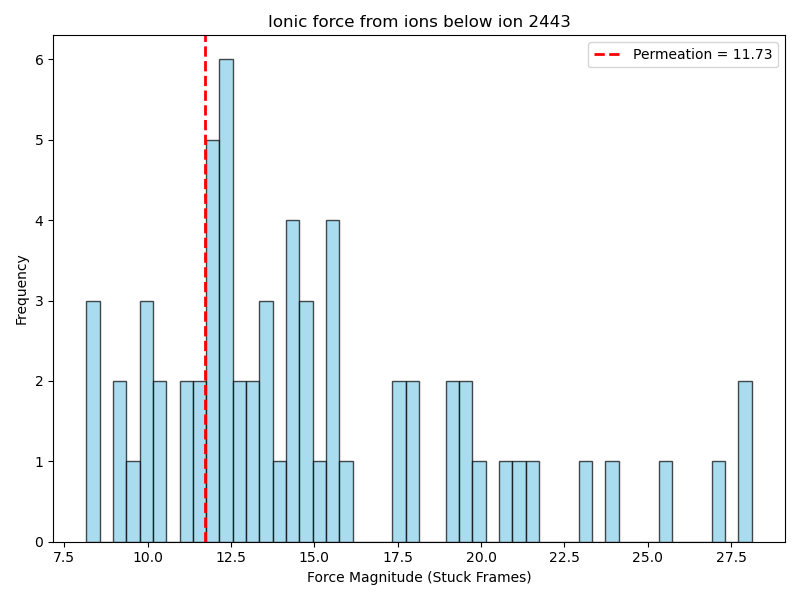 Ionic force from ions below ion 2443
Permeation = 11.73
6
5
4
3
2
1
0
Frequency
7.5 10.0 12.5 15.0 17.5 20.0 22.5 25.0 27.5
Force Magnitude (Stuck Frames)